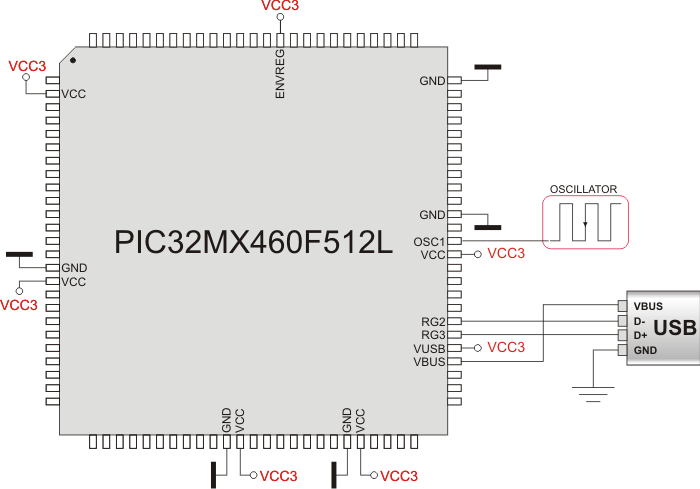 VCC3
VCC3
ENVREG
GND
VCC
OSCILLATOR
GND
PIC32MX460F512L
OSC1
VCC
VCC3
GND
VCC
VCC3
VBUS
RG2
D-
RG3
D+
USB
VUSB
VCC3
GND
VBUS
GND
VCC
GND
VCC
VCC3
VCC3